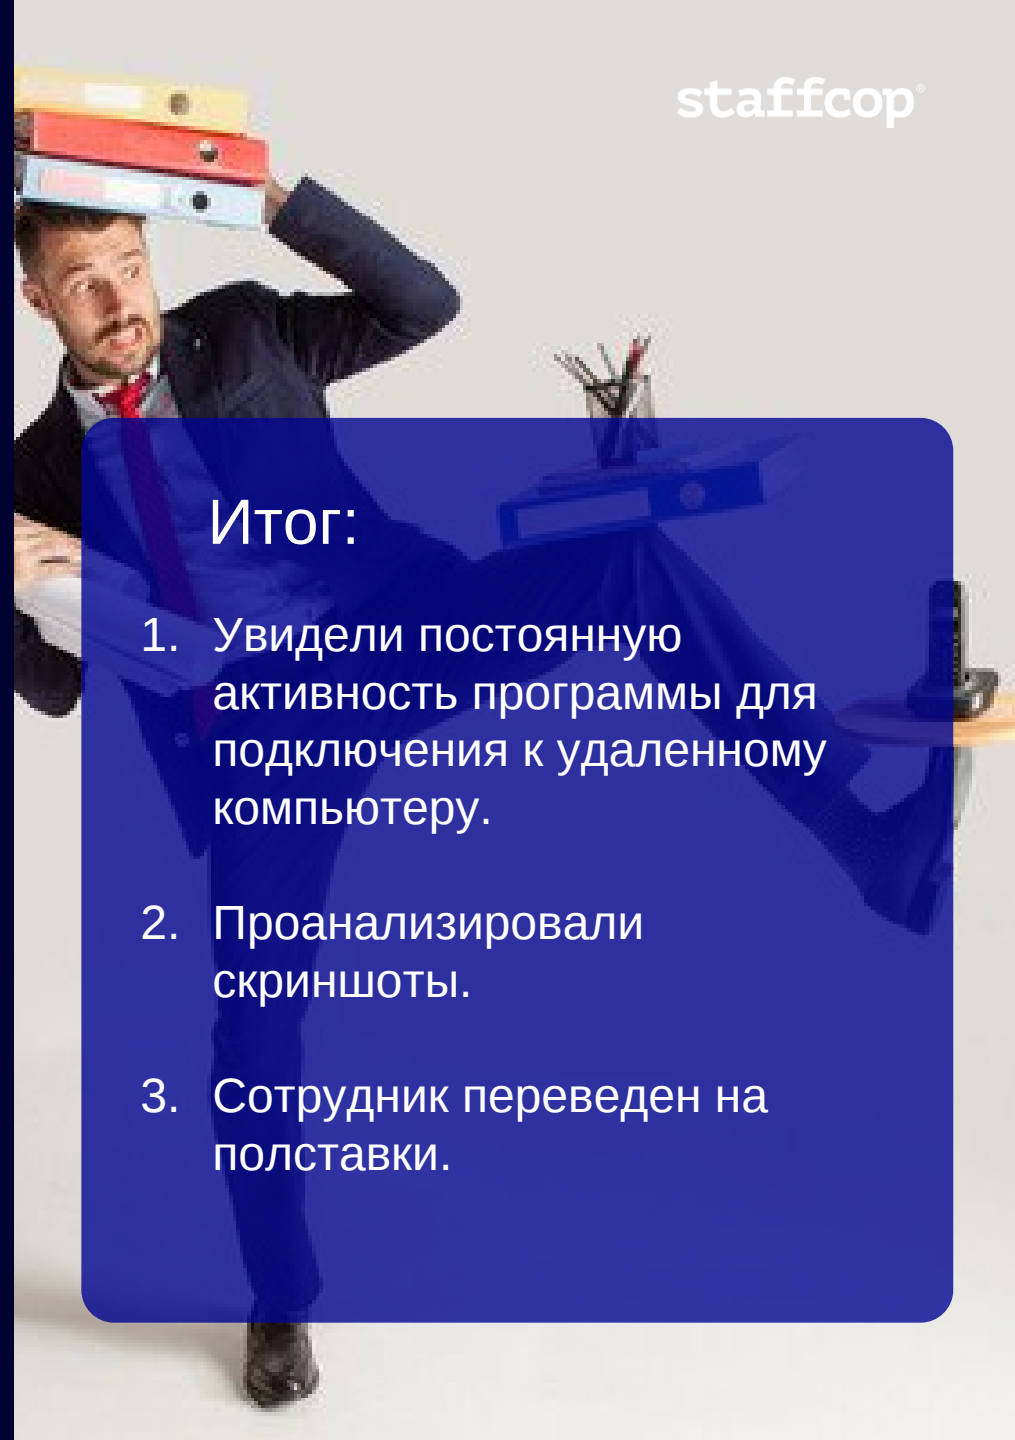 staffcop®
Итог:
1. Увидели постоянную
активность программы для
подключения к удаленному
компьютеру.
2. Проанализировали
скриншоты.
3. Сотрудник переведен на
полставки.